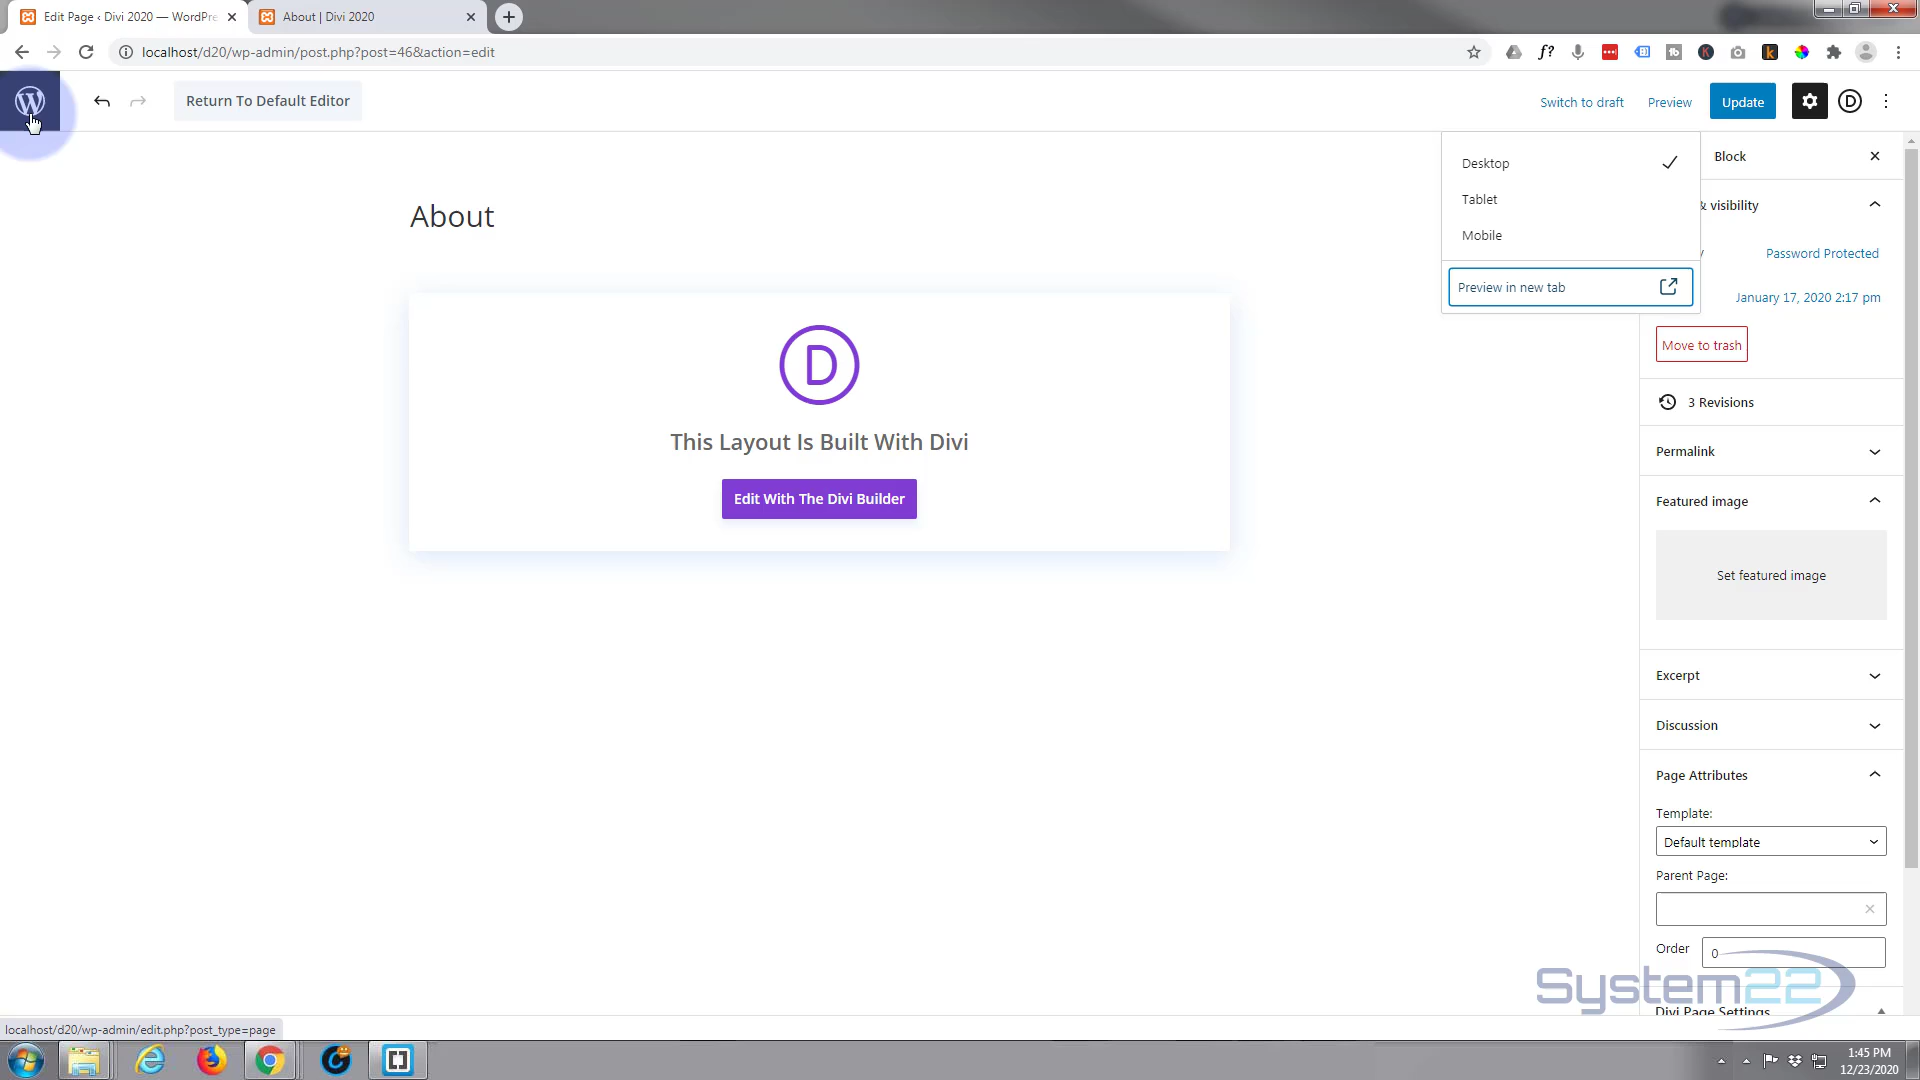 Edit Page ‹ Divi 2020 — WordPre
About | Divi 2020
localhost/d20/wp-admin/post.php?post=46&action=edit
Return To Default Editor
Switch to draft
Preview
Update
Desktop
Tablet
Mobile
Preview in new tab
Block
& visibility
Password Protected
January 17, 2020 2:17 pm
Move to trash
About
D
This Layout Is Built With Divi
Edit With The Divi Builder
3 Revisions
Permalink
Featured image
Set featured image
Excerpt
Discussion
Page Attributes
Template:
Default template
Parent Page:
Order
0
Divi Page Settings
System22
localhost/d20/wp-admin/edit.php?post_type=page
1:45 PM
12/23/2020